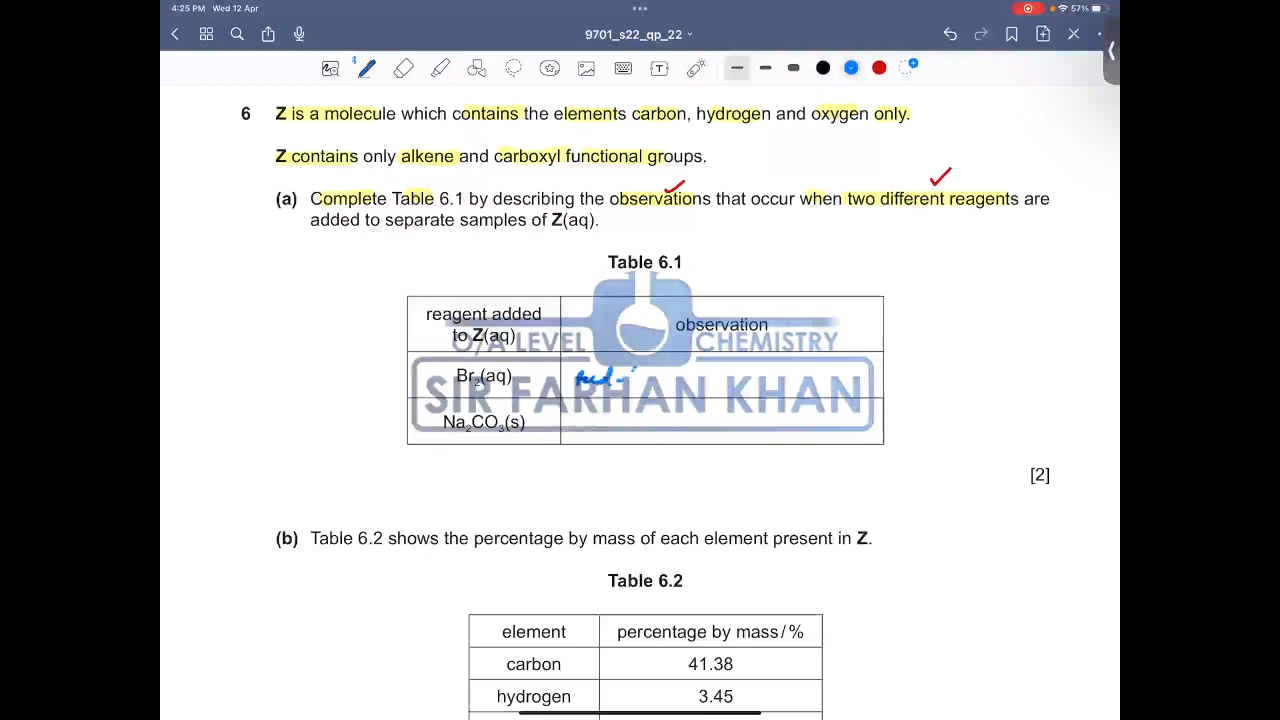 4:25 PM Wed 12 Apr
57%
9701_s22_qp_22
6 Z is a molecule which contains the elements carbon, hydrogen and oxygen only.
Z contains only alkene and carboxyl functional groups.
(a) Complete Table 6.1 by describing the observations that occur when two different reagents are
added to separate samples of Z(aq).
Table 6.1
reagent added
to Z(aq)
observation
O/A LEVEL CHEMISTRY
Br₂(aq)
SIR FARHAN KHAN
Na₂CO₃(s)
[2]
(b) Table 6.2 shows the percentage by mass of each element present in Z.
Table 6.2
element percentage by mass / %
carbon 41.38
hydrogen 3.45